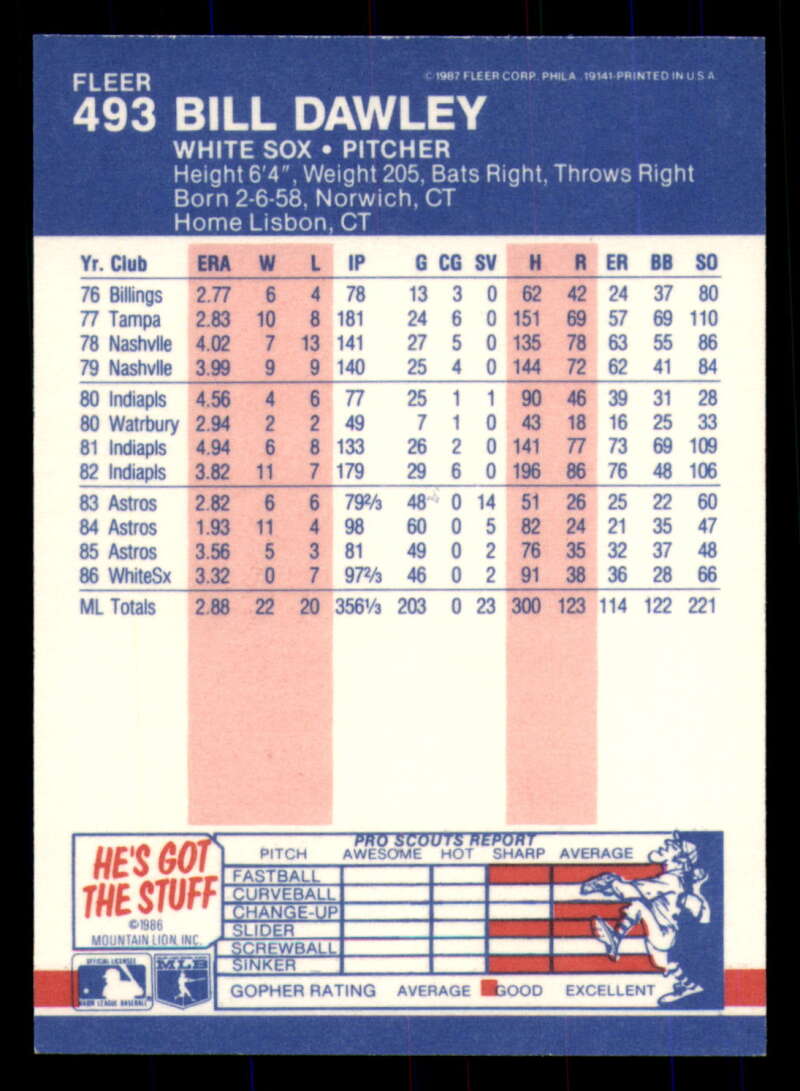 FLEER
© 1987 FLEER CORP. PHILA., 19141-PRINTED IN U.S.A.
493 BILL DAWLEY
WHITE SOX • PITCHER
Height 6'4", Weight 205, Bats Right, Throws Right
Born 2-6-58, Norwich, CT
Home Lisbon, CT
Yr. Club ERA W L IP G CG SV H R ER BB SO
76 Billings 2.77 6 4 78 13 3 0 62 42 24 37 80
77 Tampa 2.83 10 8 181 24 6 0 151 69 57 69 110
78 Nashvlle 4.02 7 13 141 27 5 0 135 78 63 55 86
79 Nashvlle 3.99 9 9 140 25 4 0 144 72 62 41 84
80 Indiapls 4.56 4 6 77 25 1 1 90 46 39 31 28
80 Watrbury 2.94 2 2 49 7 1 0 43 18 16 25 33
81 Indiapls 4.94 6 8 133 26 2 0 141 77 73 69 109
82 Indiapls 3.82 11 7 179 29 6 0 196 86 76 48 106
83 Astros 2.82 6 6 79⅔ 48 0 14 51 26 25 22 60
84 Astros 1.93 11 4 98 60 0 5 82 24 21 35 47
85 Astros 3.56 5 3 81 49 0 2 76 35 32 37 48
86 WhiteSx 3.32 0 7 97⅔ 46 0 2 91 38 36 28 66
ML Totals 2.88 22 20 356⅓ 203 0 23 300 123 114 122 221
HE'S GOT
THE STUFF
©1986
MOUNTAIN LION, INC.
OFFICIAL LICENSEE
MAJOR LEAGUE BASEBALL
MLB
PRO SCOUTS REPORT
PITCH AWESOME HOT SHARP AVERAGE
FASTBALL
CURVEBALL
CHANGE-UP
SLIDER
SCREWBALL
SINKER
GOPHER RATING AVERAGE GOOD EXCELLENT